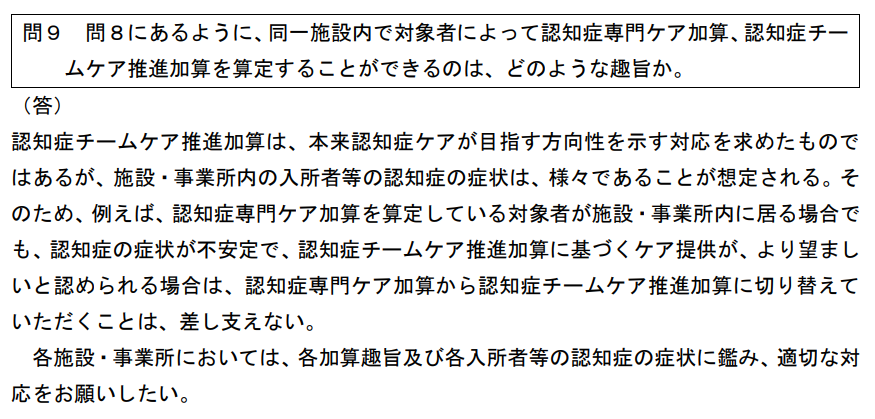 問9 問8にあるように、同一施設内で対象者によって認知症専門ケア加算、認知症チー
ムケア推進加算を算定することができるのは、どのような趣旨か。
（答）
認知症チームケア推進加算は、本来認知症ケアが目指す方向性を示す対応を求めたもので
はあるが、施設・事業所内の入所者等の認知症の症状は、様々であることが想定される。そ
のため、例えば、認知症専門ケア加算を算定している対象者が施設・事業所内に居る場合で
も、認知症の症状が不安定で、認知症チームケア推進加算に基づくケア提供が、より望まし
いと認められる場合は、認知症専門ケア加算から認知症チームケア推進加算に切り替えて
いただくことは、差し支えない。
各施設・事業所においては、各加算趣旨及び各入所者等の認知症の症状に鑑み、適切な対
応をお願いしたい。